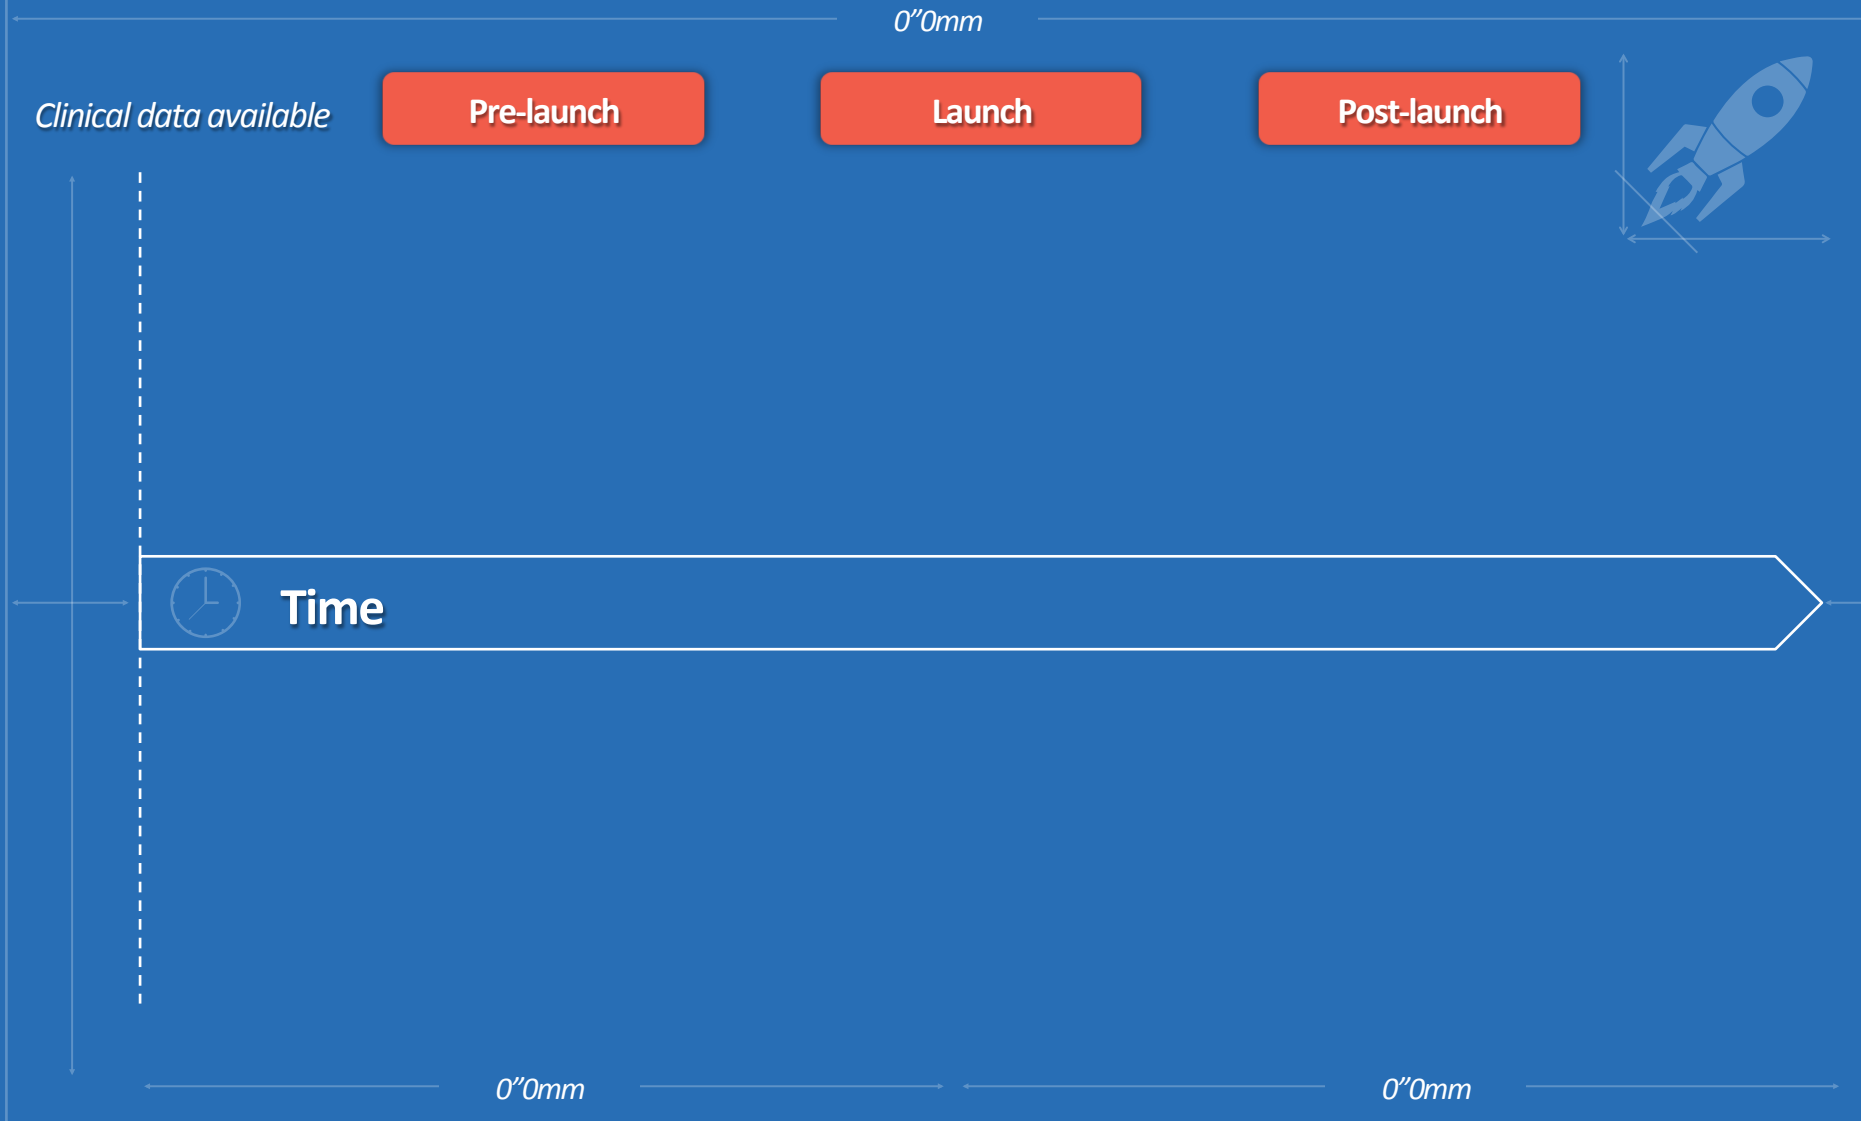 0”0mm
Clinical data available
Pre-launch
Launch
Post-launch
Time
0”0mm
0”0mm